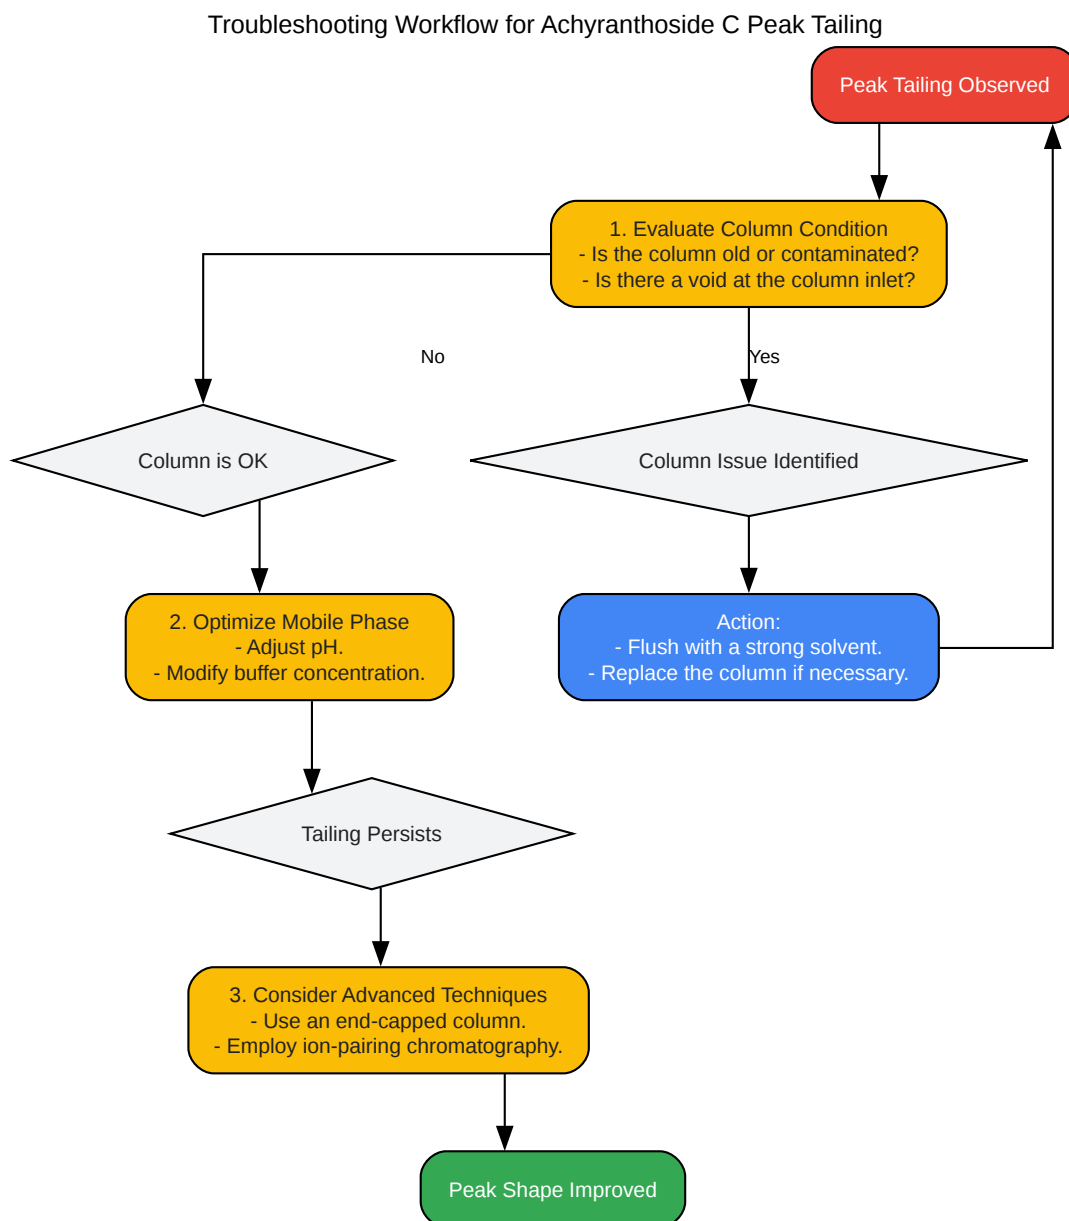 Troubleshooting Workflow for Achyranthoside C Peak Tailing
Peak Tailing Observed
1. Evaluate Column Condition
- Is the column old or contaminated?
- Is there a void at the column inlet?
No
Yes
Column is OK
Column Issue Identified
2. Optimize Mobile Phase
- Adjust pH.
- Modify buffer concentration.
Action:
- Flush with a strong solvent.
- Replace the column if necessary.
Tailing Persists
3. Consider Advanced Techniques
- Use an end-capped column.
- Employ ion-pairing chromatography.
Peak Shape Improved